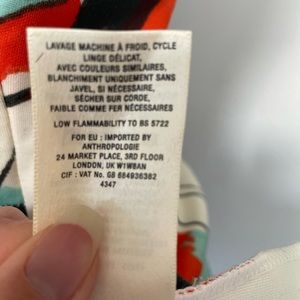 LAVAGE MACHINE À FROID, CYCLE
LINGE DÉLICAT,
AVEC COULEURS SIMILAIRES,
BLANCHIMENT UNIQUEMENT SANS
JAVEL, SI NÉCESSAIRE,
SÉCHER SUR CORDE,
FAIBLE COMME FER NÉCESSAIRES
LOW FLAMMABILITY TO BS 5722
FOR EU : IMPORTED BY
ANTHROPOLOGIE
24 MARKET PLACE, 3RD FLOOR
LONDON, UK W1W8AN
CIF : VAT No. GB 684936382
4347